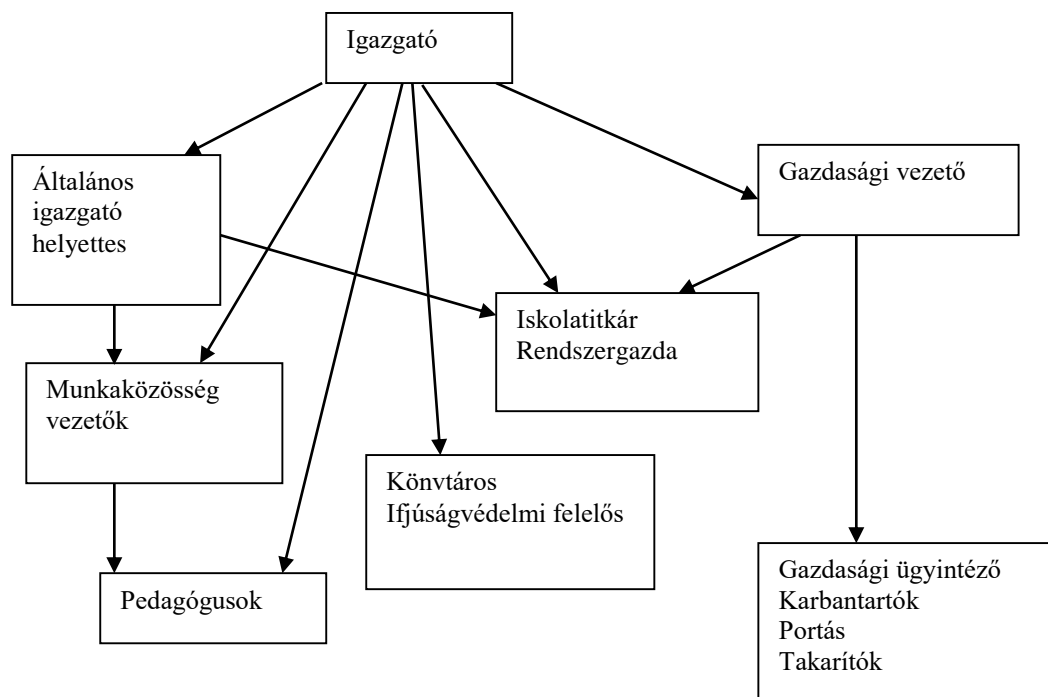 Igazgató
Általános
igazgató
helyettes
Gazdasági vezető
Iskolatitkár
Rendszergazda
Munkaközösség
vezetők
Könvtáros
Ifjúságvédelmi felelős
Pedagógusok
Gazdasági ügyintéző
Karbantartók
Portás
Takarítók